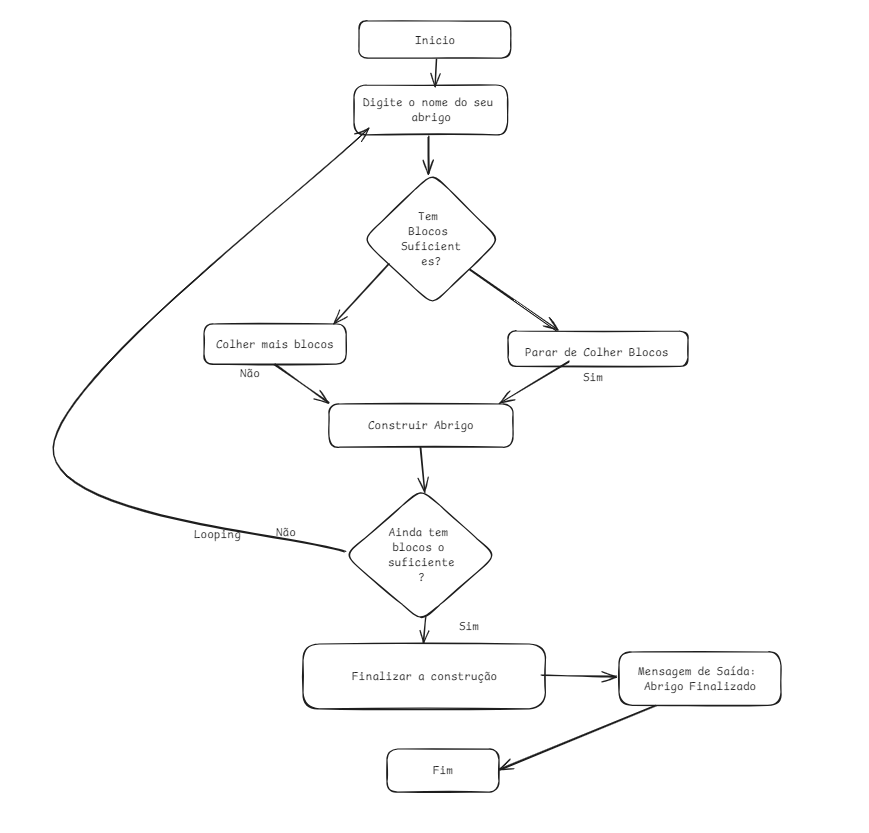 Inicio
Digite o nome do seu
abrigo
Tem
Blocos
Suficient
es?
Colher mais blocos
Parar de Colher Blocos
Não
Sim
Construir Abrigo
Looping
Não
Ainda tem
blocos o
suficiente
?
Sim
Finalizar a construção
Mensagem de Saída:
Abrigo Finalizado
Fim